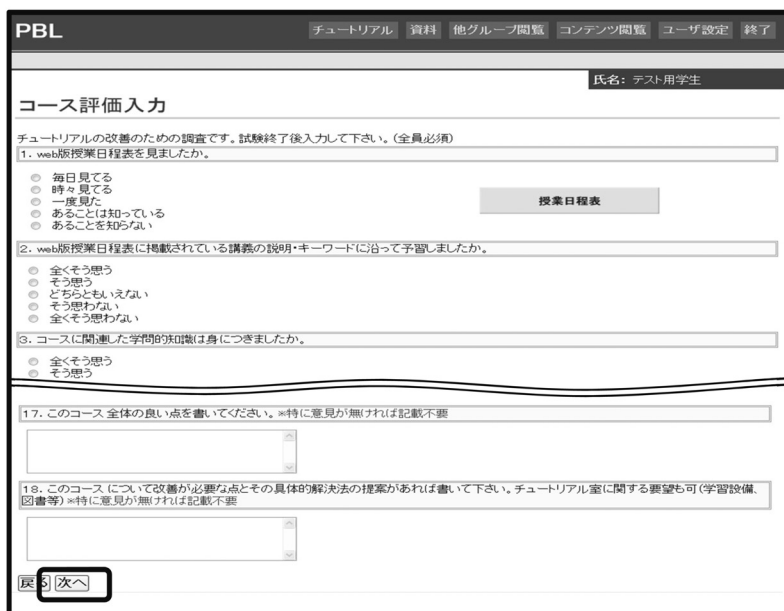 PBL
チュートリアル 資料 他グループ閲覧 コンテンツ閲覧 ユーザ設定 終了
氏名: テスト用学生
コース評価入力
チュートリアルの改善のための調査です。試験終了後入力して下さい。(全員必須)
1. web版授業日程表を見ましたか。
毎日見てる
時々見てる
一度見た
あることは知っている
あることを知らない
授業日程表
2. web版授業日程表に掲載されている講義の説明・キーワードに沿って予習しましたか。
全くそう思う
そう思う
どちらともいえない
そう思わない
全くそう思わない
3. コースに関連した学問的知識は身につきましたか。
全くそう思う
そう思う
17. このコース 全体の良い点を書いてください。※特に意見が無ければ記載不要
18. このコース について改善が必要な点とその具体的解決法の提案があれば書いて下さい。チュートリアル室に関する要望も可(学習設備、
図書等)※特に意見が無ければ記載不要
戻る 次へ